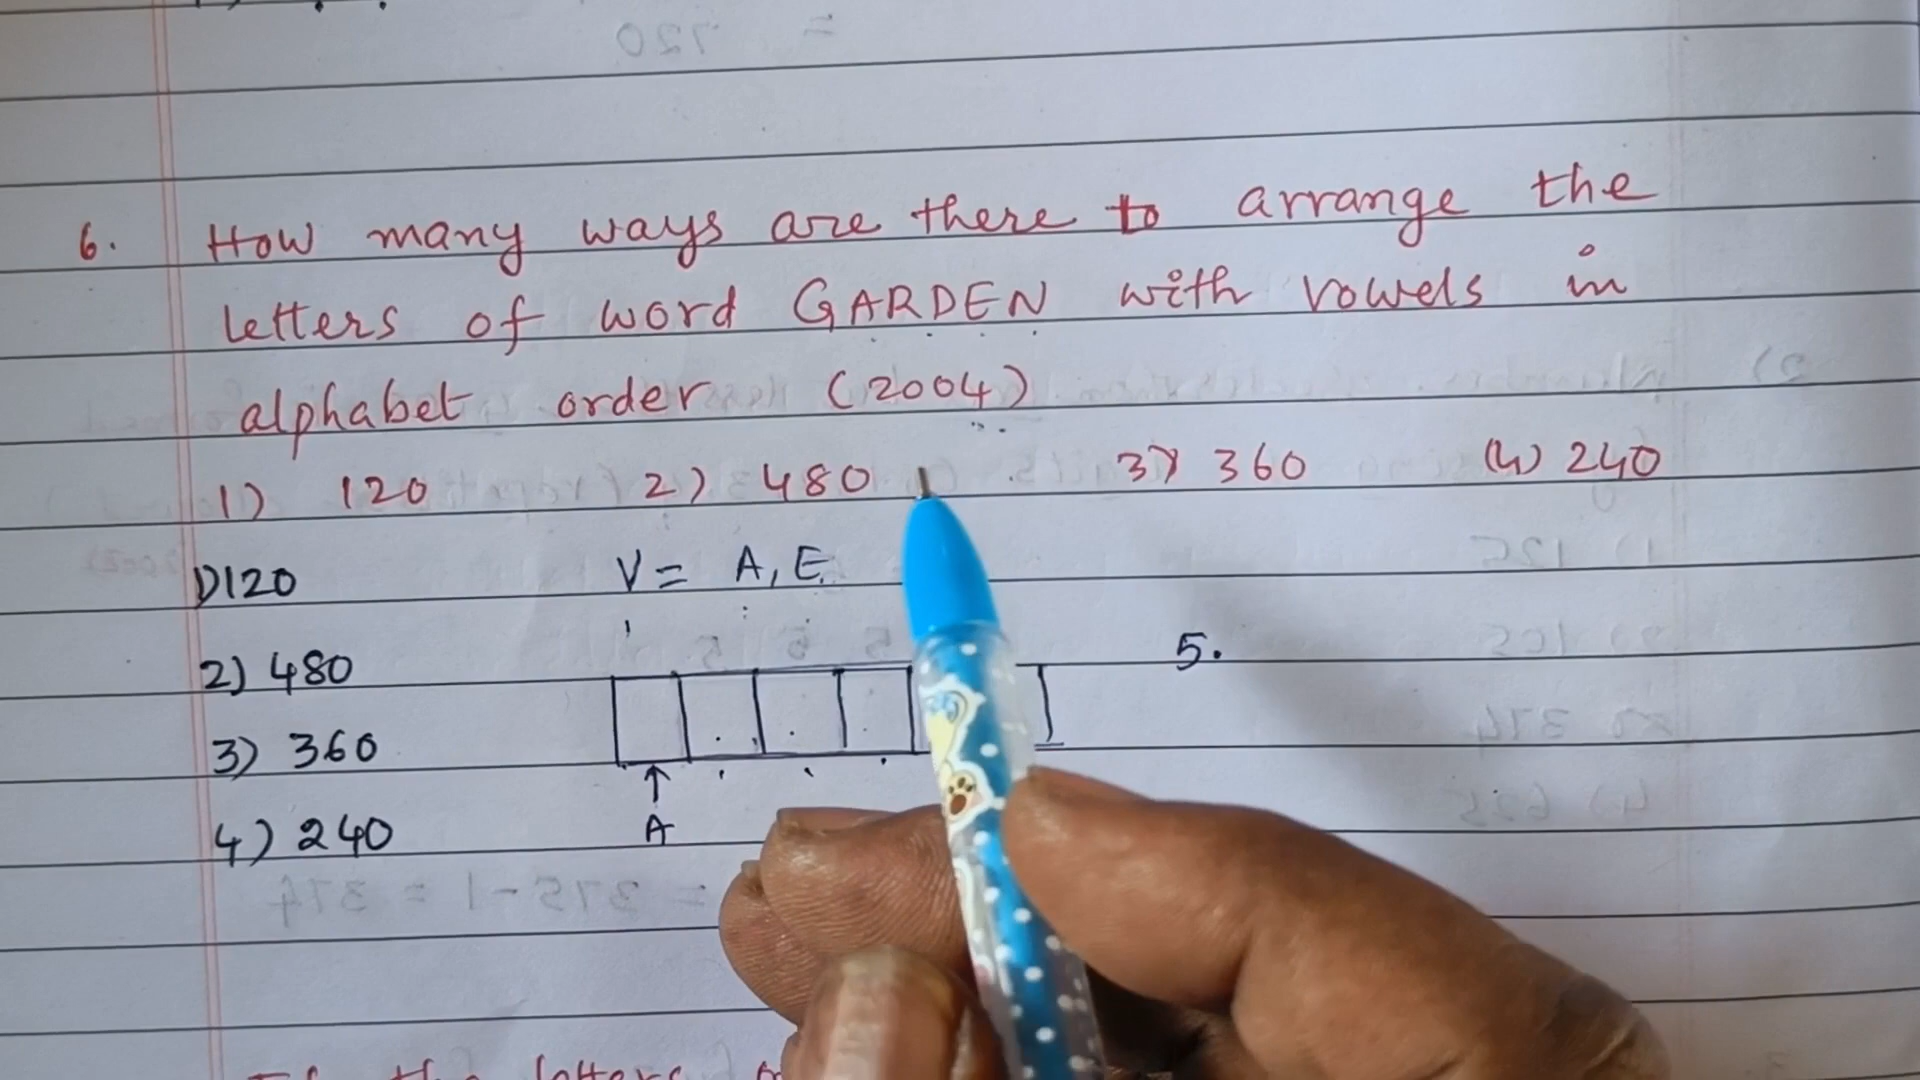 6. How many ways are there to arrange the
letters of word GARDEN with vowels in
alphabet order (2004)
1) 120 2) 480 3) 360 (4) 240
1) 120 V = A, E
2) 480 5.
3) 360
4) 240 A
letters